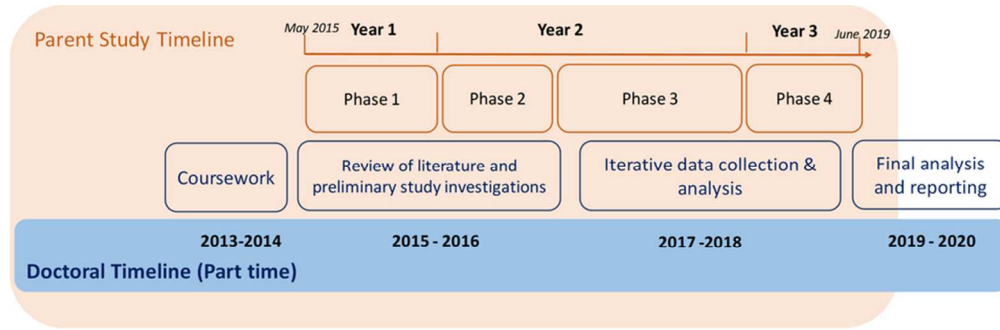 May 2015 Year 1 Year 2 Year 3 June 2019
Parent Study Timeline
Phase 1 Phase 2 Phase 3 Phase 4
Coursework
Review of literature and
preliminary study investigations
Iterative data collection &
analysis
Final analysis
and reporting
2013-2014 2015 - 2016 2017 -2018 2019 - 2020
Doctoral Timeline (Part time)